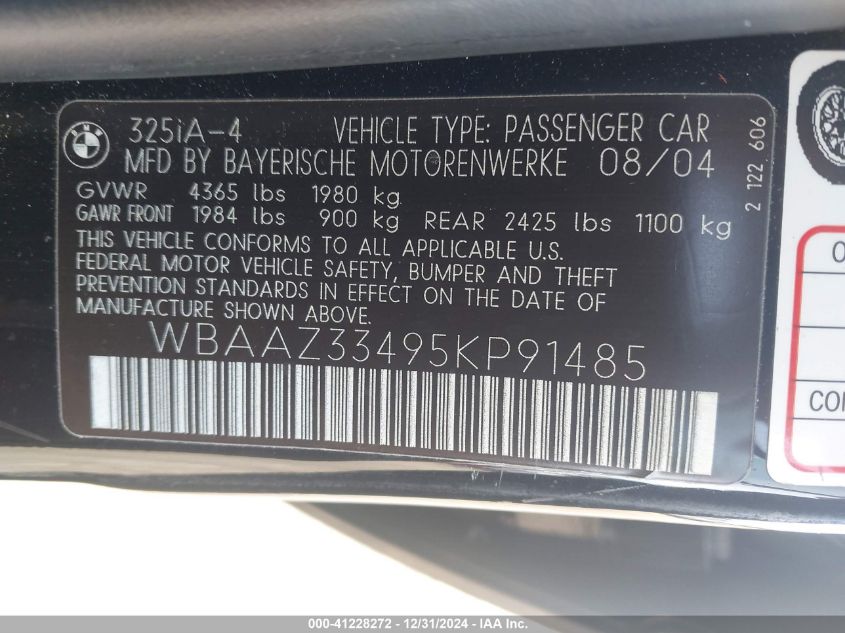 325iA-4 VEHICLE TYPE: PASSENGER CAR
MFD BY BAYERISCHE MOTORENWERKE 08/04
GVWR 4365 lbs 1980 kg
GAWR FRONT 1984 lbs 900 kg REAR 2425 lbs 1100 kg
THIS VEHICLE CONFORMS TO ALL APPLICABLE U.S.
FEDERAL MOTOR VEHICLE SAFETY, BUMPER AND THEFT
PREVENTION STANDARDS IN EFFECT ON THE DATE OF
MANUFACTURE SHOWN ABOVE.
WBAAZ33495KP91485
2 122 606
000-41228272 - 12/31/2024 - IAA Inc.